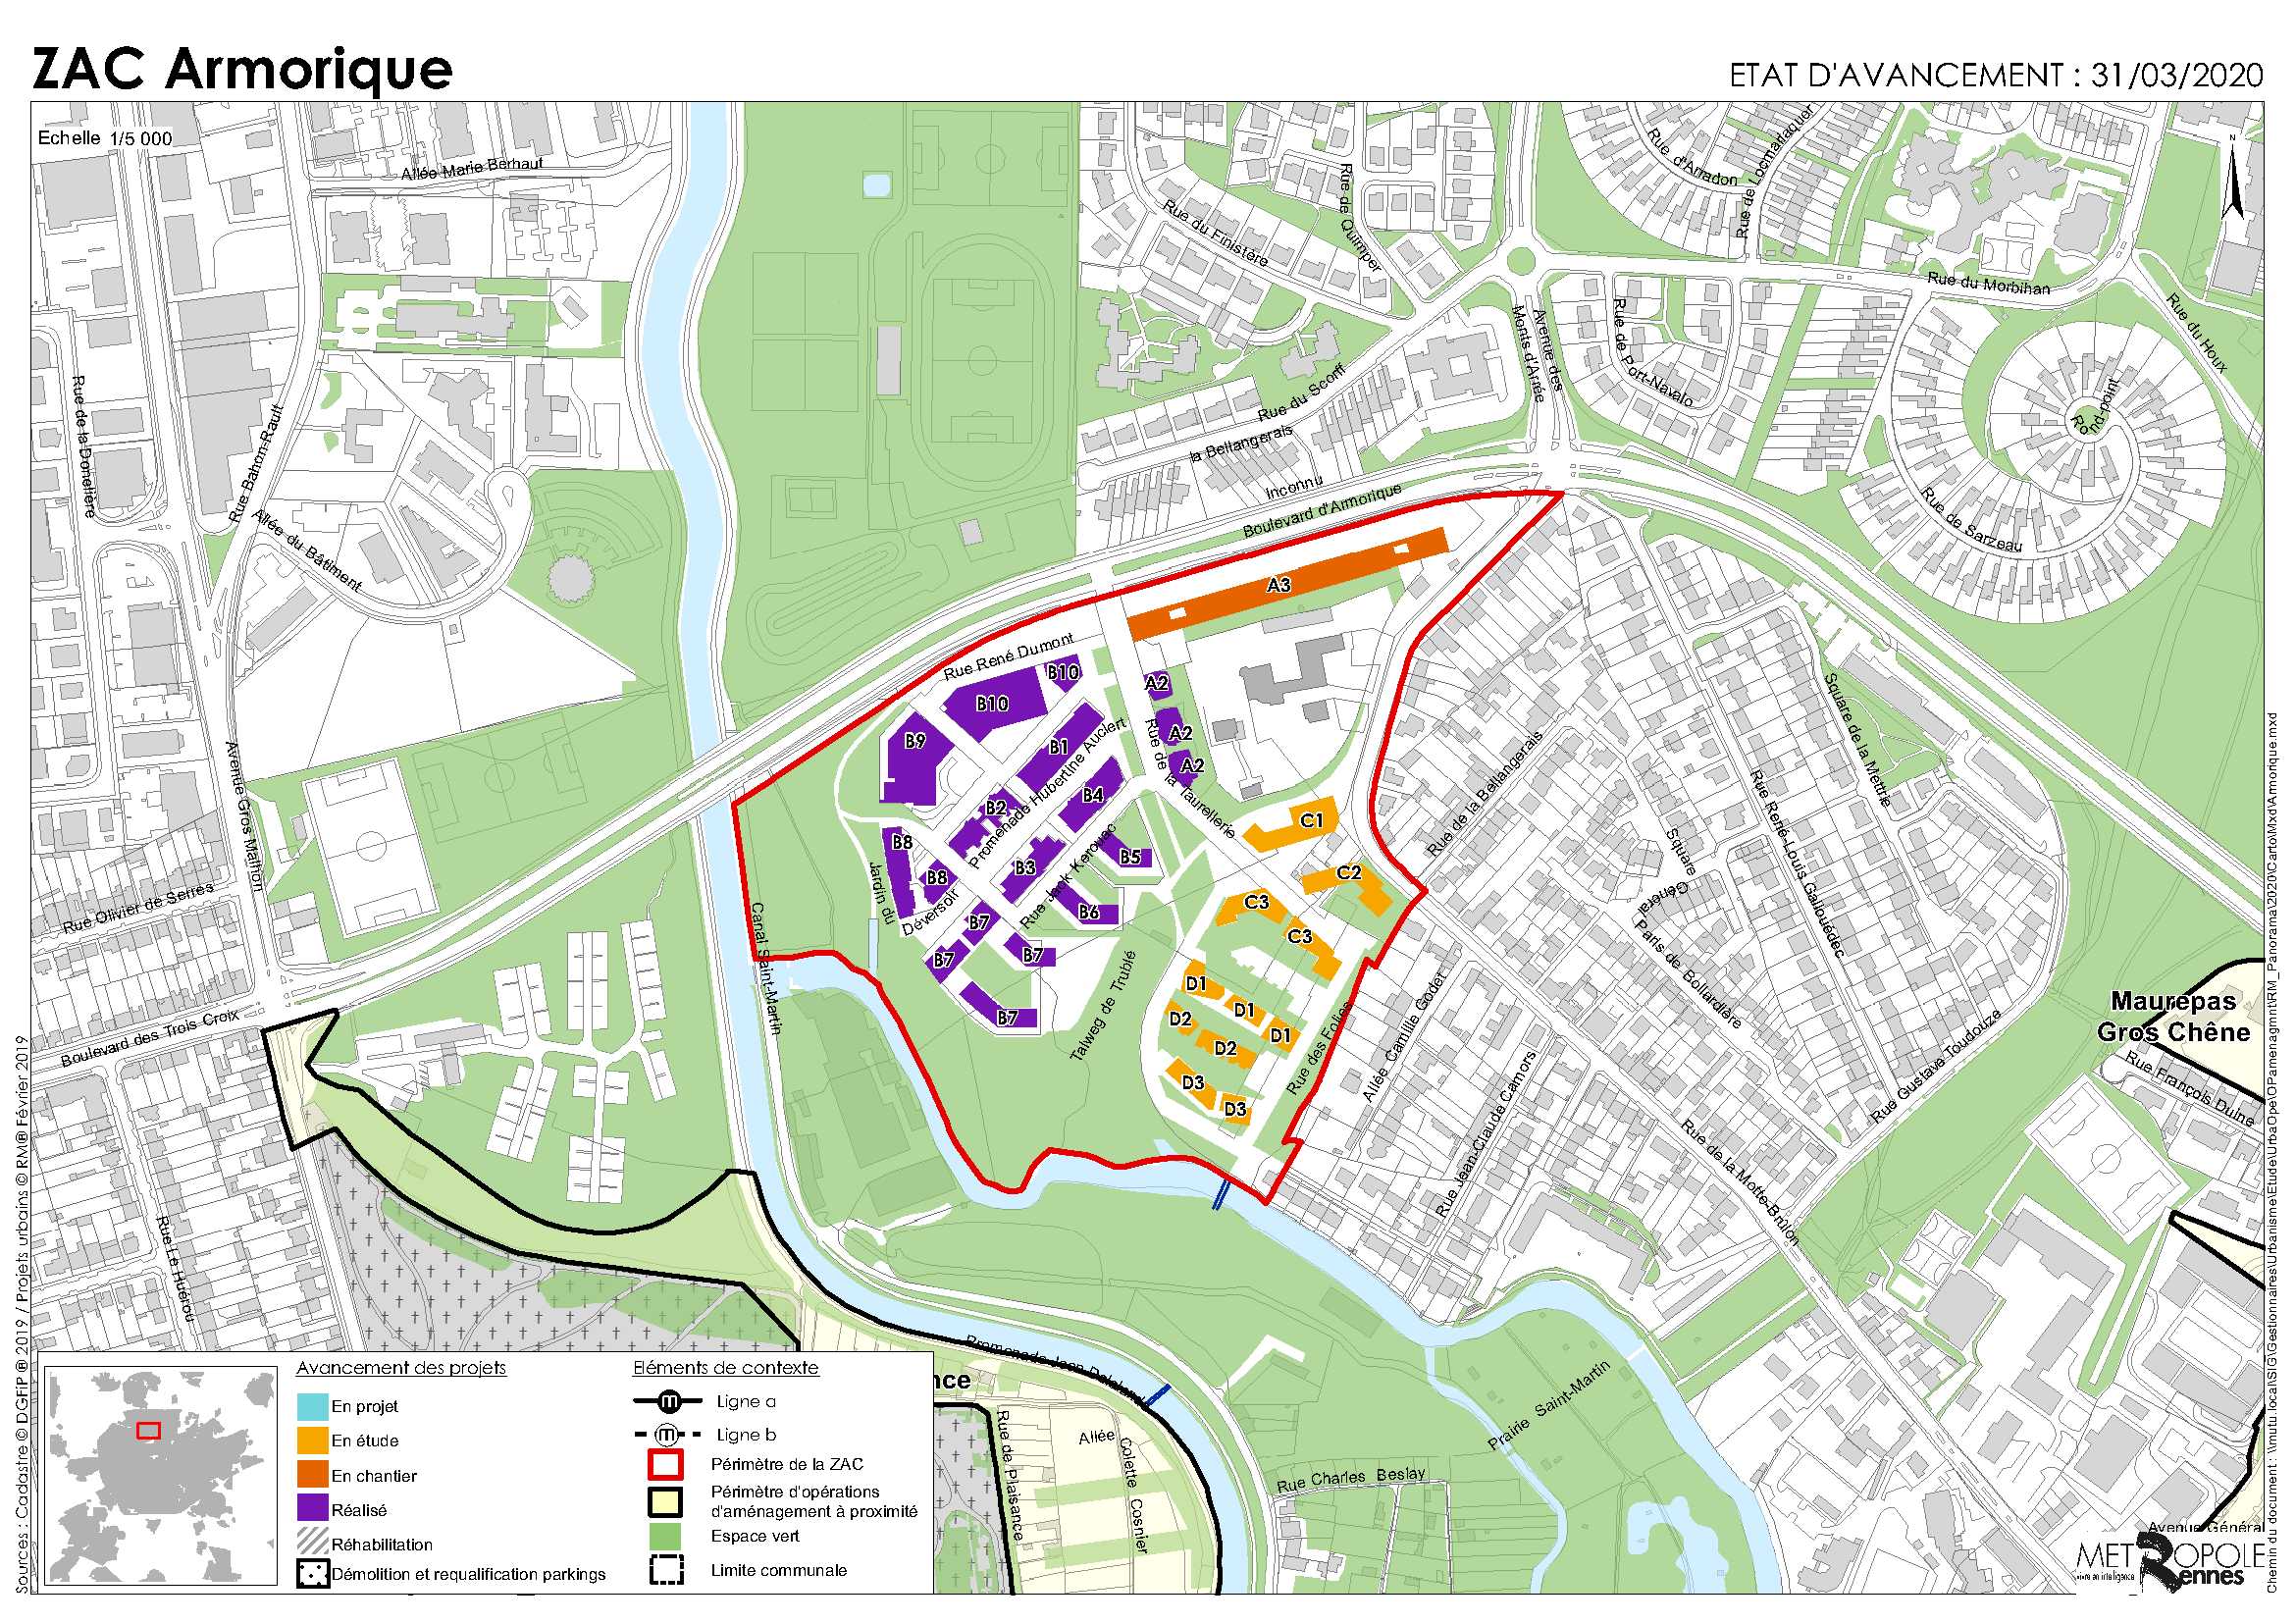 ZAC Armorique
ETAT D'AVANCEMENT : 31/03/2020
Echelle 1/5 000
N
Allée Marie Berhaut
Rue du Finistère
Rue de Quimper
Rue d'Arradon
Rue de Locmariaquer
Rue du Morbihan
Rue du Houx
Rue de la Donelière
Rue Bahon-Rault
Allée du Bâtiment
Rue du Scorff
la Bellangerais
Inconnu
Boulevard d'Armorique
Avenue des
Monts d'Arrée
Rue de Port-Navalo
Rond-point
Rue de Sarzeau
A3
Rue René Dumont
B10
B10
B9
B1
A2
A2
A2
B2
Promenade Hubertine Auclert
B4
Rue de la Taurellerie
B8
B8
B3
Rue Jack Kerouac
B5
B6
Jardin du
Déversoir
B7
B7
B7
B7
C1
C2
C3
C3
D1
D1
D1
D2
D2
D3
D3
Talweg de Trublé
Rue des Folies
Canal Saint-Martin
Avenue Gros Malhon
Rue Olivier de Serres
Boulevard des Trois Croix
Rue Le Huérou
Rue de la Bellangerais
Square de la Mettrie
Rue René-Louis Gallouédec
Square
Général
Pâris de Bollardière
Allée Camille Godet
Rue Jean-Claude Camors
Rue de la Motte-Brûlon
Rue Gustave Toudouze
Maurepas
Gros Chêne
Rue François Dulne
Promenade Jean Delalande
nce
Rue de Plaisance
Allée
Colette Cosnier
Prairie Saint-Martin
Rue Charles Beslay
Avenue Général
Avancement des projets
En projet
En étude
En chantier
Réalisé
Réhabilitation
Démolition et requalification parkings
Eléments de contexte
m Ligne a
m Ligne b
Périmètre de la ZAC
Périmètre d'opérations
d'aménagement à proximité
Espace vert
Limite communale
METROPOLE
vivre en intelligence
Rennes
Sources : Cadastre © DGFiP ® 2019 / Projets urbains © RM® Février 2019
Chemin du document : \\mutu.local\SIG\Gestionnaires\Urbanisme\Etude\UrbaOpe\OPamenagmnt\RM_Panorama\2020\Carto\Mxd\Armorique.mxd